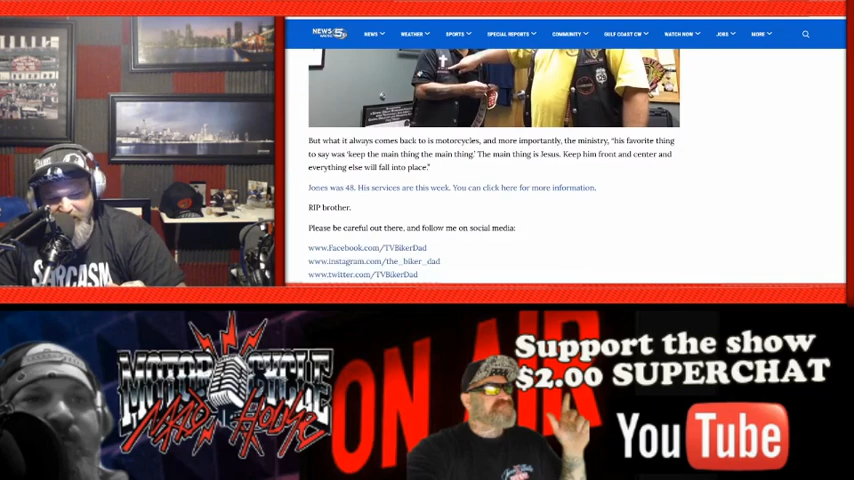 NEWS 5
NEWS
WEATHER
SPORTS
SPECIAL REPORTS
COMMUNITY
GULF COAST CW
WATCH NOW
JOBS
MORE
But what it always comes back to is motorcycles, and more importantly, the ministry, "his favorite thing
to say was 'keep the main thing the main thing.' The main thing is Jesus. Keep him front and center and
everything else will fall into place."
Jones was 48. His services are this week. You can click here for more information.
RIP brother.
Please be careful out there, and follow me on social media:
www.Facebook.com/TVBikerDad
www.instagram.com/the_biker_dad
www.twitter.com/TVBikerDad
SARCASM
MOTORCYCLE
MAD HOUSE
ON AIR
Support the show
$2.00 SUPERCHAT
YouTube